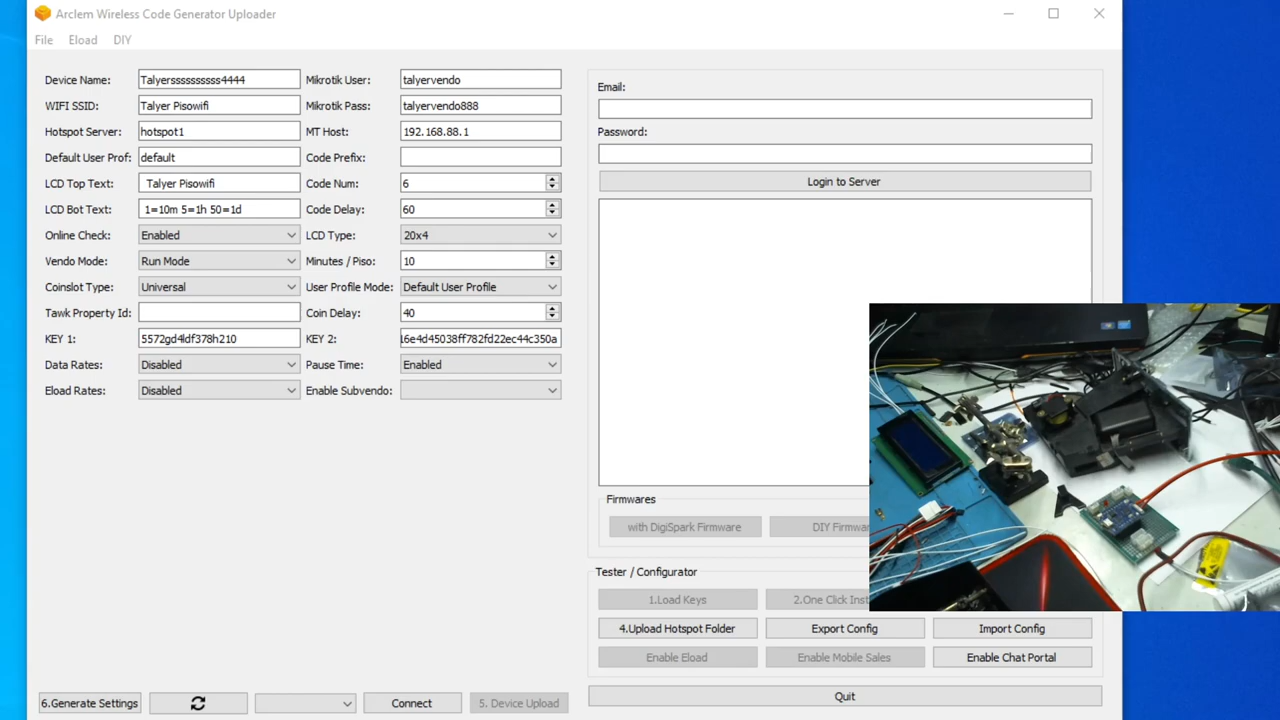 Arclem Wireless Code Generator Uploader
File Eload DIY
Device Name: Talyerssssssssss4444 Mikrotik User: talyervendo
WIFI SSID: Talyer Pisowifi Mikrotik Pass: talyervendo888
Hotspot Server: hotspot1 MT Host: 192.168.88.1
Default User Prof: default Code Prefix:
LCD Top Text: Talyer Pisowifi Code Num: 6
LCD Bot Text: 1=10m 5=1h 50=1d Code Delay: 60
Online Check: Enabled LCD Type: 20x4
Vendo Mode: Run Mode Minutes / Piso: 10
Coinslot Type: Universal User Profile Mode: Default User Profile
Tawk Property Id: Coin Delay: 40
KEY 1: 5572gd4ldf378h210 KEY 2: l6e4d45038ff782fd22ec44c350a
Data Rates: Disabled Pause Time: Enabled
Eload Rates: Disabled Enable Subvendo:
6.Generate Settings Connect 5. Device Upload
Email:
Password:
Login to Server
Firmwares
with DigiSpark Firmware DIY Firmwa
Tester / Configurator
1.Load Keys 2.One Click Inst
4.Upload Hotspot Folder Export Config Import Config
Enable Eload Enable Mobile Sales Enable Chat Portal
Quit